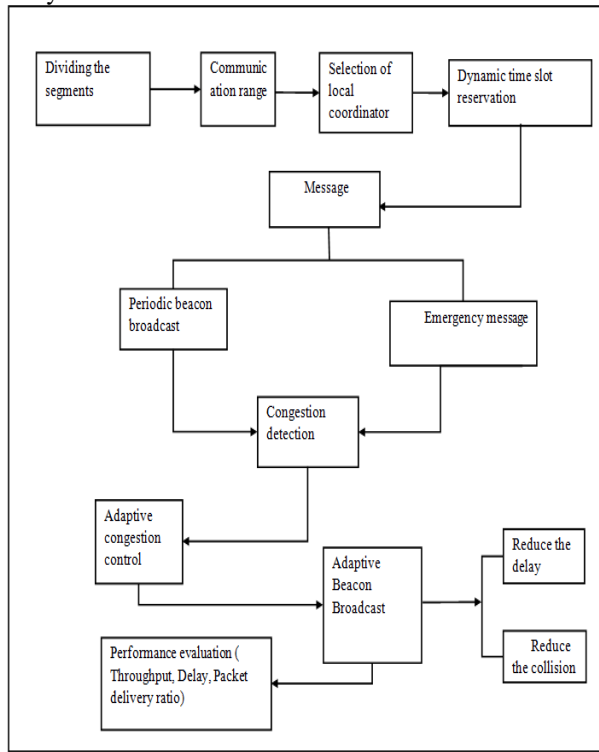 Dividing the
segments
Communic
ation range
Selection of
local
coordinator
Dynamic time slot
reservation
Message
Periodic beacon
broadcast
Emergency message
Congestion
detection
Adaptive
congestion
control
Adaptive
Beacon
Broadcast
Reduce the
delay
Reduce
the collision
Performance evaluation (
Throughput, Delay, Packet
delivery ratio)